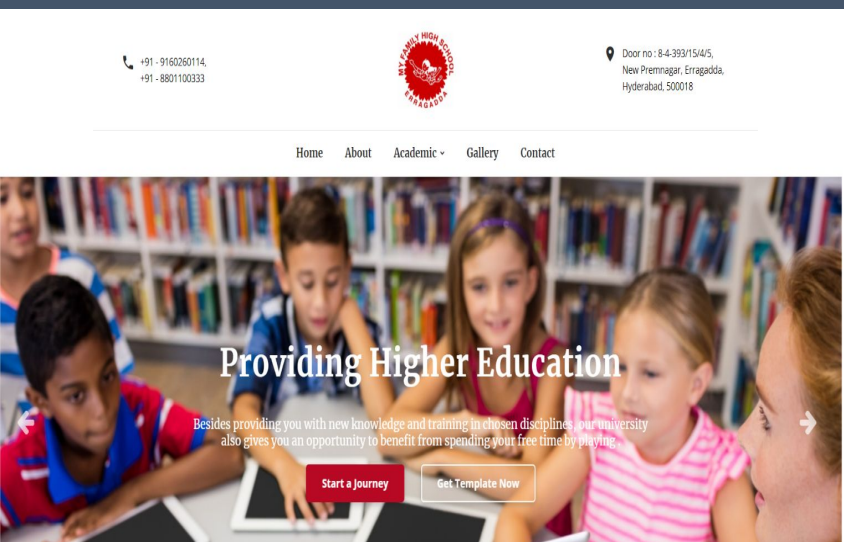 +91 - 9160260114,
+91 - 8801100333
MY FAMILY HIGH SCHOOL
ERRAGADDA
Door no : 8-4-393/15/4/5,
New Premnagar, Erragadda,
Hyderabad, 500018
Home About Academic Gallery Contact
Providing Higher Education
Besides providing you with new knowledge and training in chosen disciplines, our university
also gives you an opportunity to benefit from spending your free time by playing .
Start a Journey Get Template Now